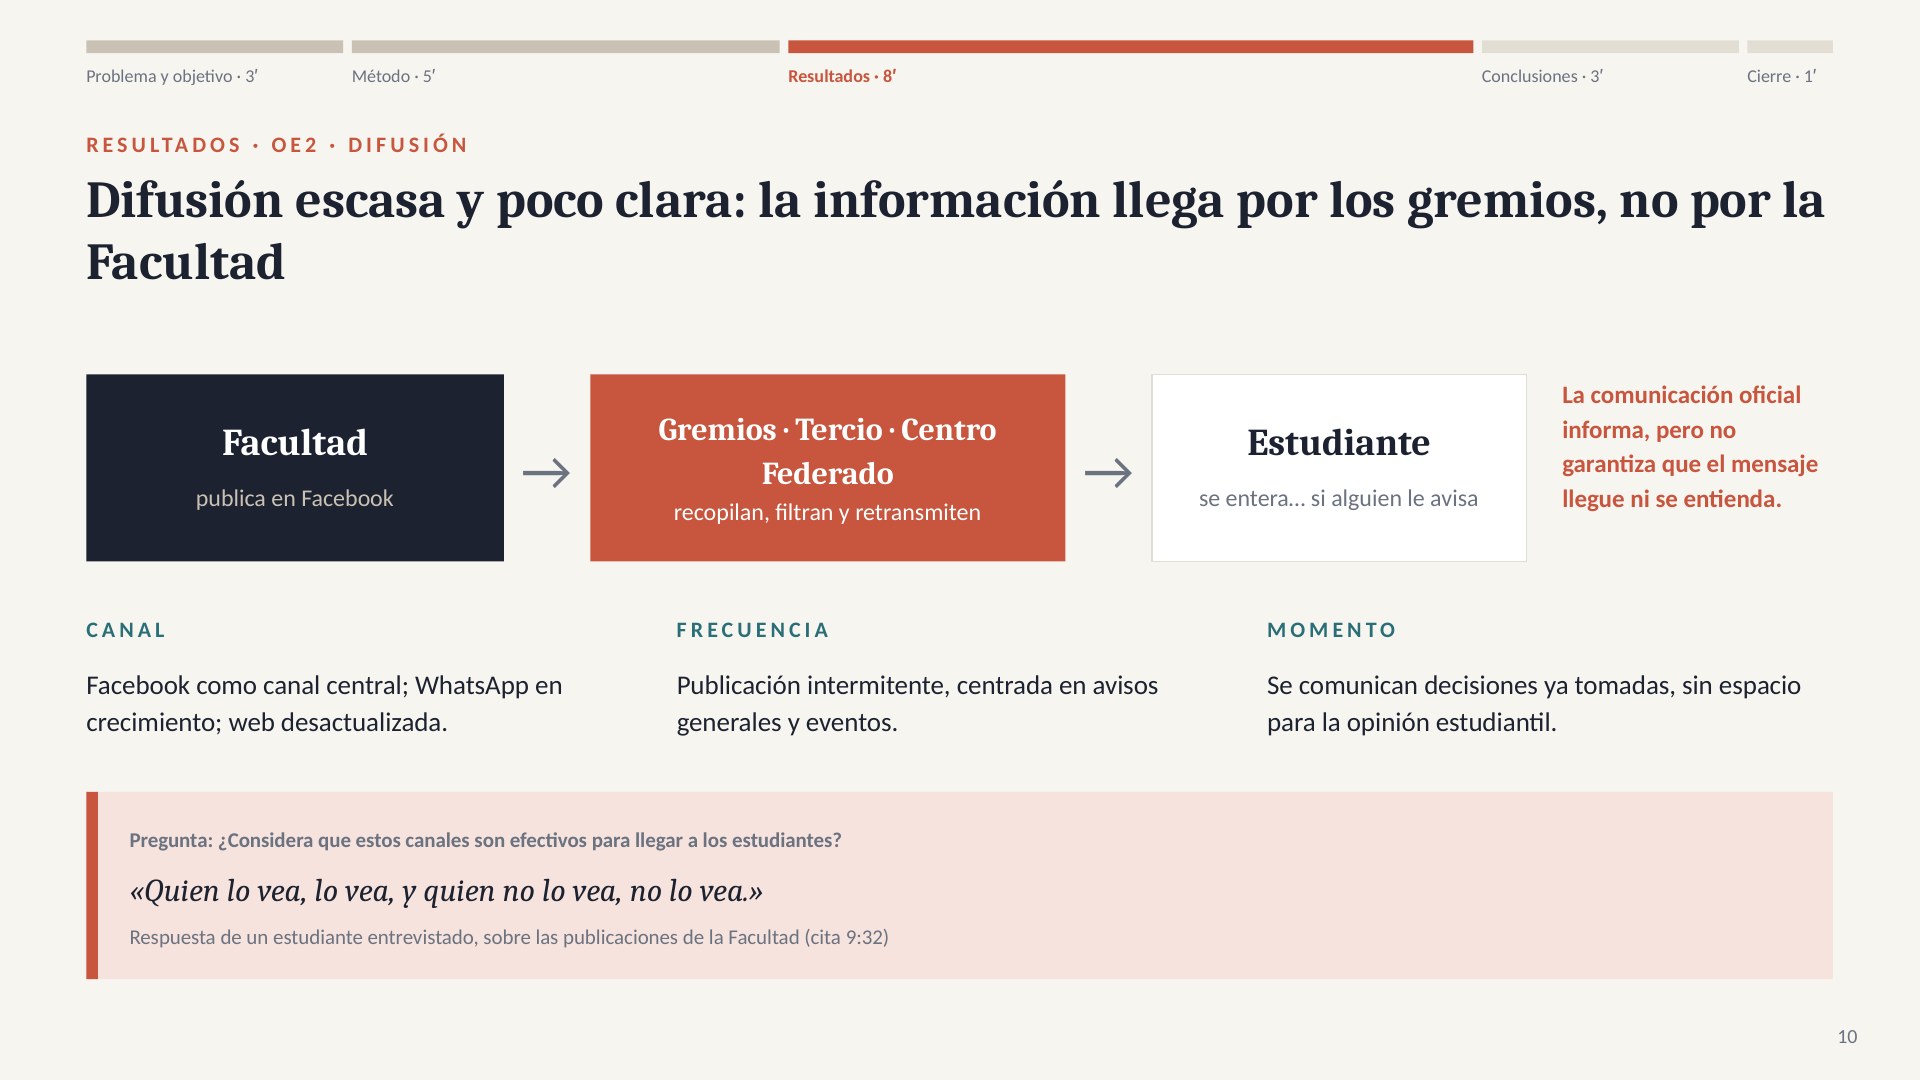 Problema y objetivo · 3′
Método · 5′
Resultados · 8′
Conclusiones · 3′
Cierre · 1′
RESULTADOS · OE2 · DIFUSIÓN
Difusión escasa y poco clara: la información llega por los gremios, no por la
Facultad
Facultad
publica en Facebook
→
Gremios · Tercio · Centro
Federado
recopilan, filtran y retransmiten
→
Estudiante
se entera... si alguien le avisa
La comunicación oficial
informa, pero no
garantiza que el mensaje
llegue ni se entienda.
CANAL
Facebook como canal central; WhatsApp en
crecimiento; web desactualizada.
FRECUENCIA
Publicación intermitente, centrada en avisos
generales y eventos.
MOMENTO
Se comunican decisiones ya tomadas, sin espacio
para la opinión estudiantil.
Pregunta: ¿Considera que estos canales son efectivos para llegar a los estudiantes?
«Quien lo vea, lo vea, y quien no lo vea, no lo vea.»
Respuesta de un estudiante entrevistado, sobre las publicaciones de la Facultad (cita 9:32)
10